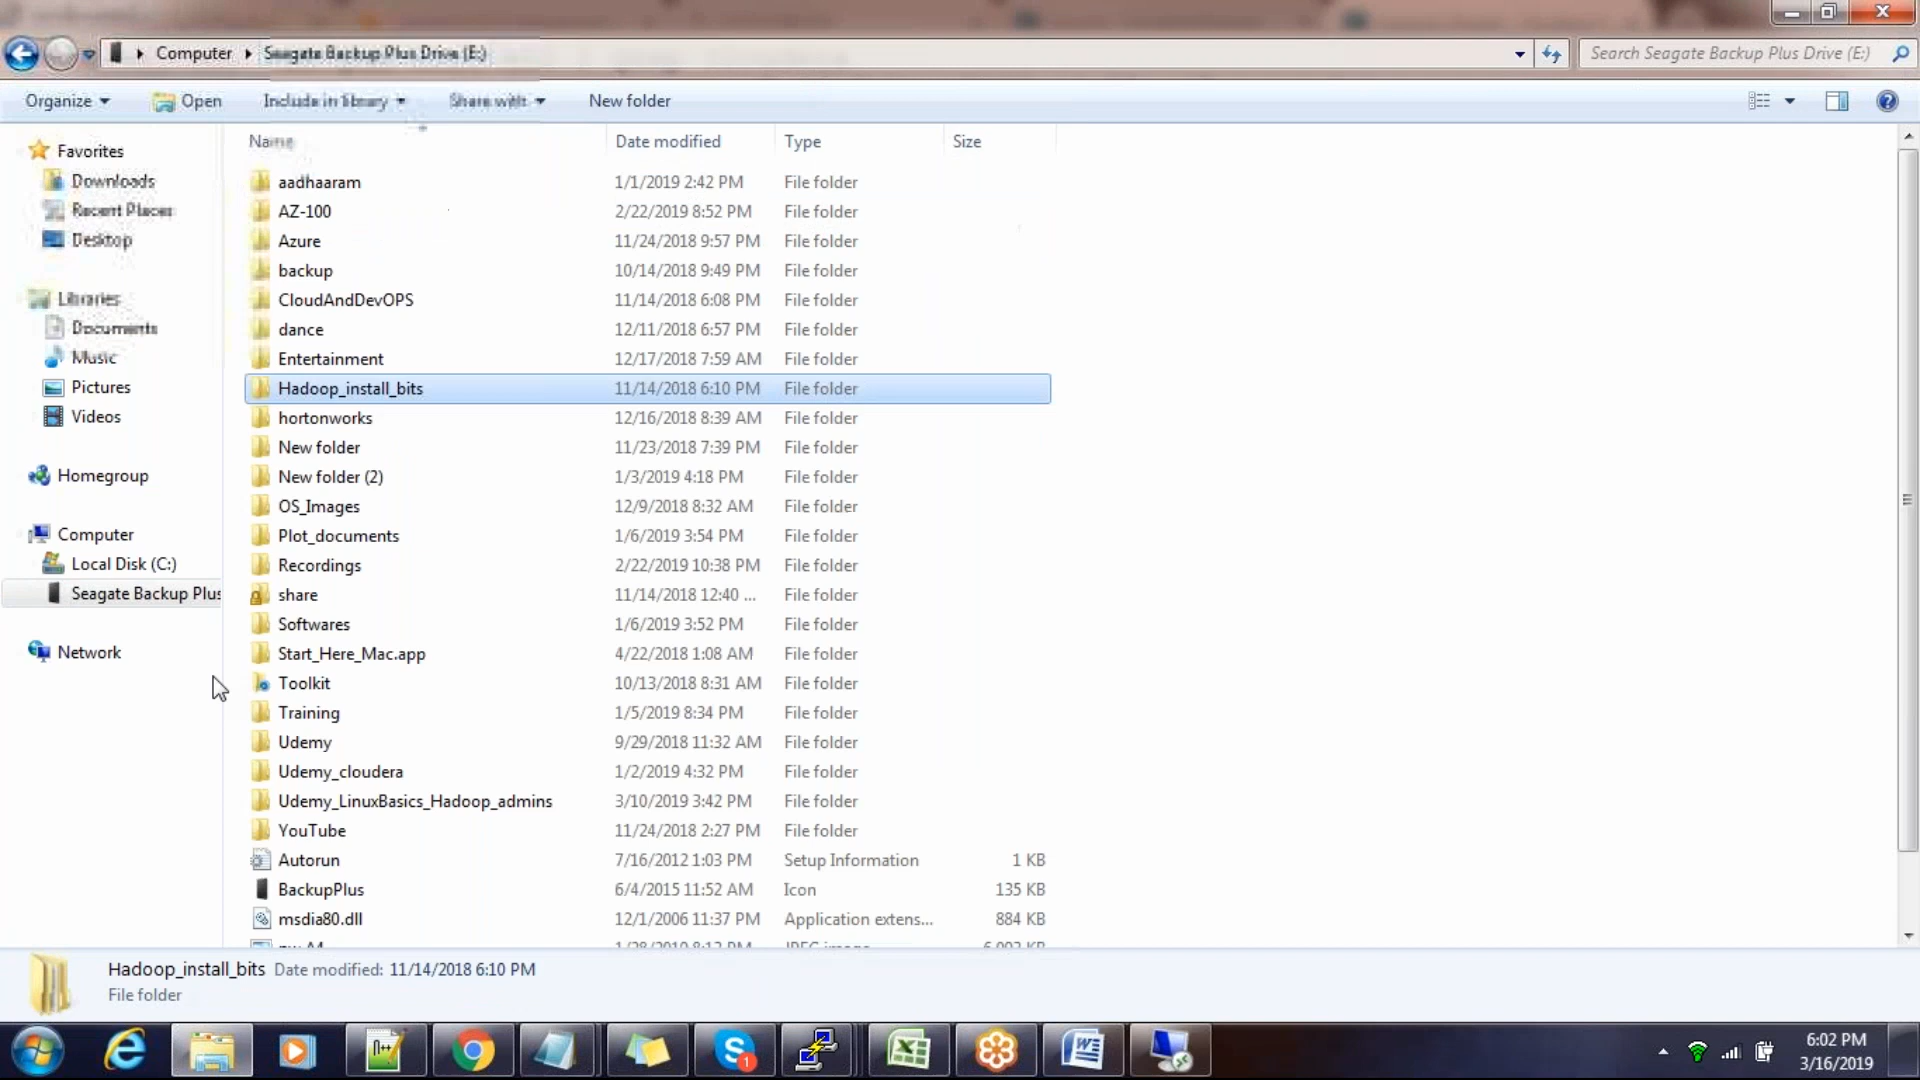 Computer Seagate Backup Plus Drive (E:) Search Seagate Backup Plus Drive (E:)
Organize Open Include in library Share with New folder
Name Date modified Type Size
Favorites
Downloads
Recent Places
Desktop
Libraries
Documents
Music
Pictures
Videos
Homegroup
Computer
Local Disk (C:)
Seagate Backup Plus
Network
aadhaaram 1/1/2019 2:42 PM File folder
AZ-100 2/22/2019 8:52 PM File folder
Azure 11/24/2018 9:57 PM File folder
backup 10/14/2018 9:49 PM File folder
CloudAndDevOPS 11/14/2018 6:08 PM File folder
dance 12/11/2018 6:57 PM File folder
Entertainment 12/17/2018 7:59 AM File folder
Hadoop_install_bits 11/14/2018 6:10 PM File folder
hortonworks 12/16/2018 8:39 AM File folder
New folder 11/23/2018 7:39 PM File folder
New folder (2) 1/3/2019 4:18 PM File folder
OS_Images 12/9/2018 8:32 AM File folder
Plot_documents 1/6/2019 3:54 PM File folder
Recordings 2/22/2019 10:38 PM File folder
share 11/14/2018 12:40 ... File folder
Softwares 1/6/2019 3:52 PM File folder
Start_Here_Mac.app 4/22/2018 1:08 AM File folder
Toolkit 10/13/2018 8:31 AM File folder
Training 1/5/2019 8:34 PM File folder
Udemy 9/29/2018 11:32 AM File folder
Udemy_cloudera 1/2/2019 4:32 PM File folder
Udemy_LinuxBasics_Hadoop_admins 3/10/2019 3:42 PM File folder
YouTube 11/24/2018 2:27 PM File folder
Autorun 7/16/2012 1:03 PM Setup Information 1 KB
BackupPlus 6/4/2015 11:52 AM Icon 135 KB
msdia80.dll 12/1/2006 11:37 PM Application extens... 884 KB
Hadoop_install_bits Date modified: 11/14/2018 6:10 PM
File folder
6:02 PM
3/16/2019